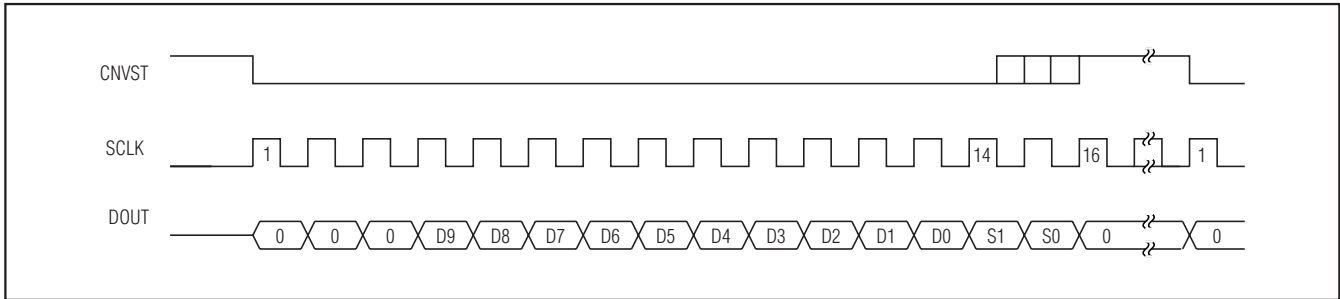 CNVST
SCLK
1 14 16 1
DOUT
0 0 0 D9 D8 D7 D6 D5 D4 D3 D2 D1 D0 S1 S0 0 0